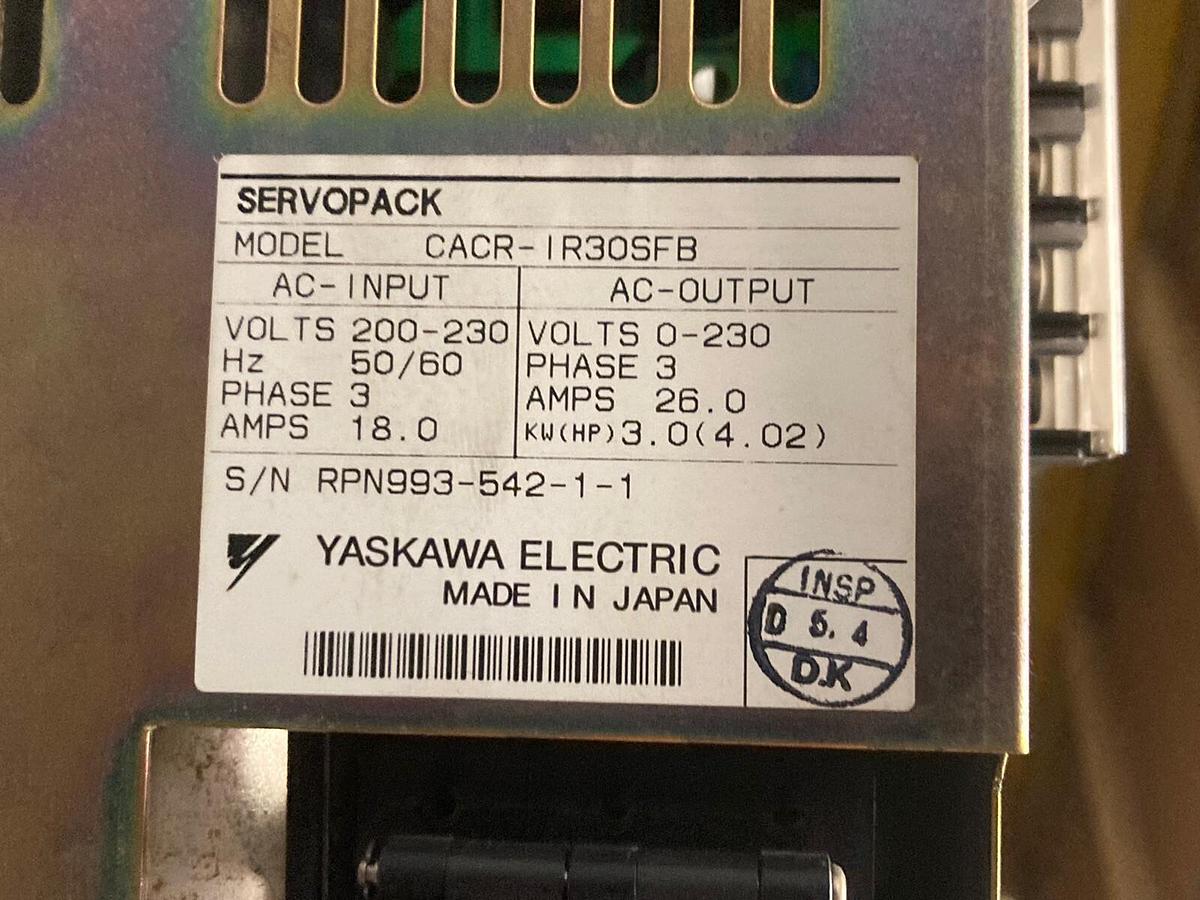 SERVOPACK
MODEL CACR-IR30SFB
AC-INPUT AC-OUTPUT
VOLTS 200-230 VOLTS 0-230
Hz 50/60 PHASE 3
PHASE 3 AMPS 26.0
AMPS 18.0 KW(HP)3.0(4.02)
S/N RPN993-542-1-1
YASKAWA ELECTRIC
MADE IN JAPAN
INSP
D 5.4
D.K